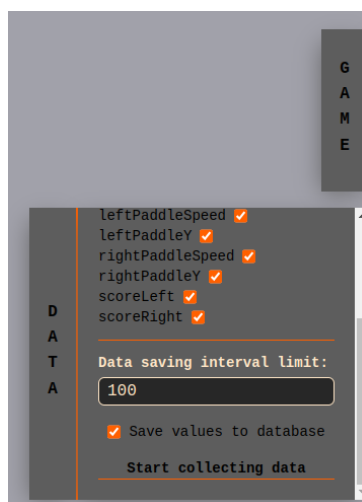 G
A
M
E
D
A
T
A
leftPaddleSpeed
leftPaddleY
rightPaddleSpeed
rightPaddleY
scoreLeft
scoreRight
Data saving interval limit:
100
Save values to database
Start collecting data